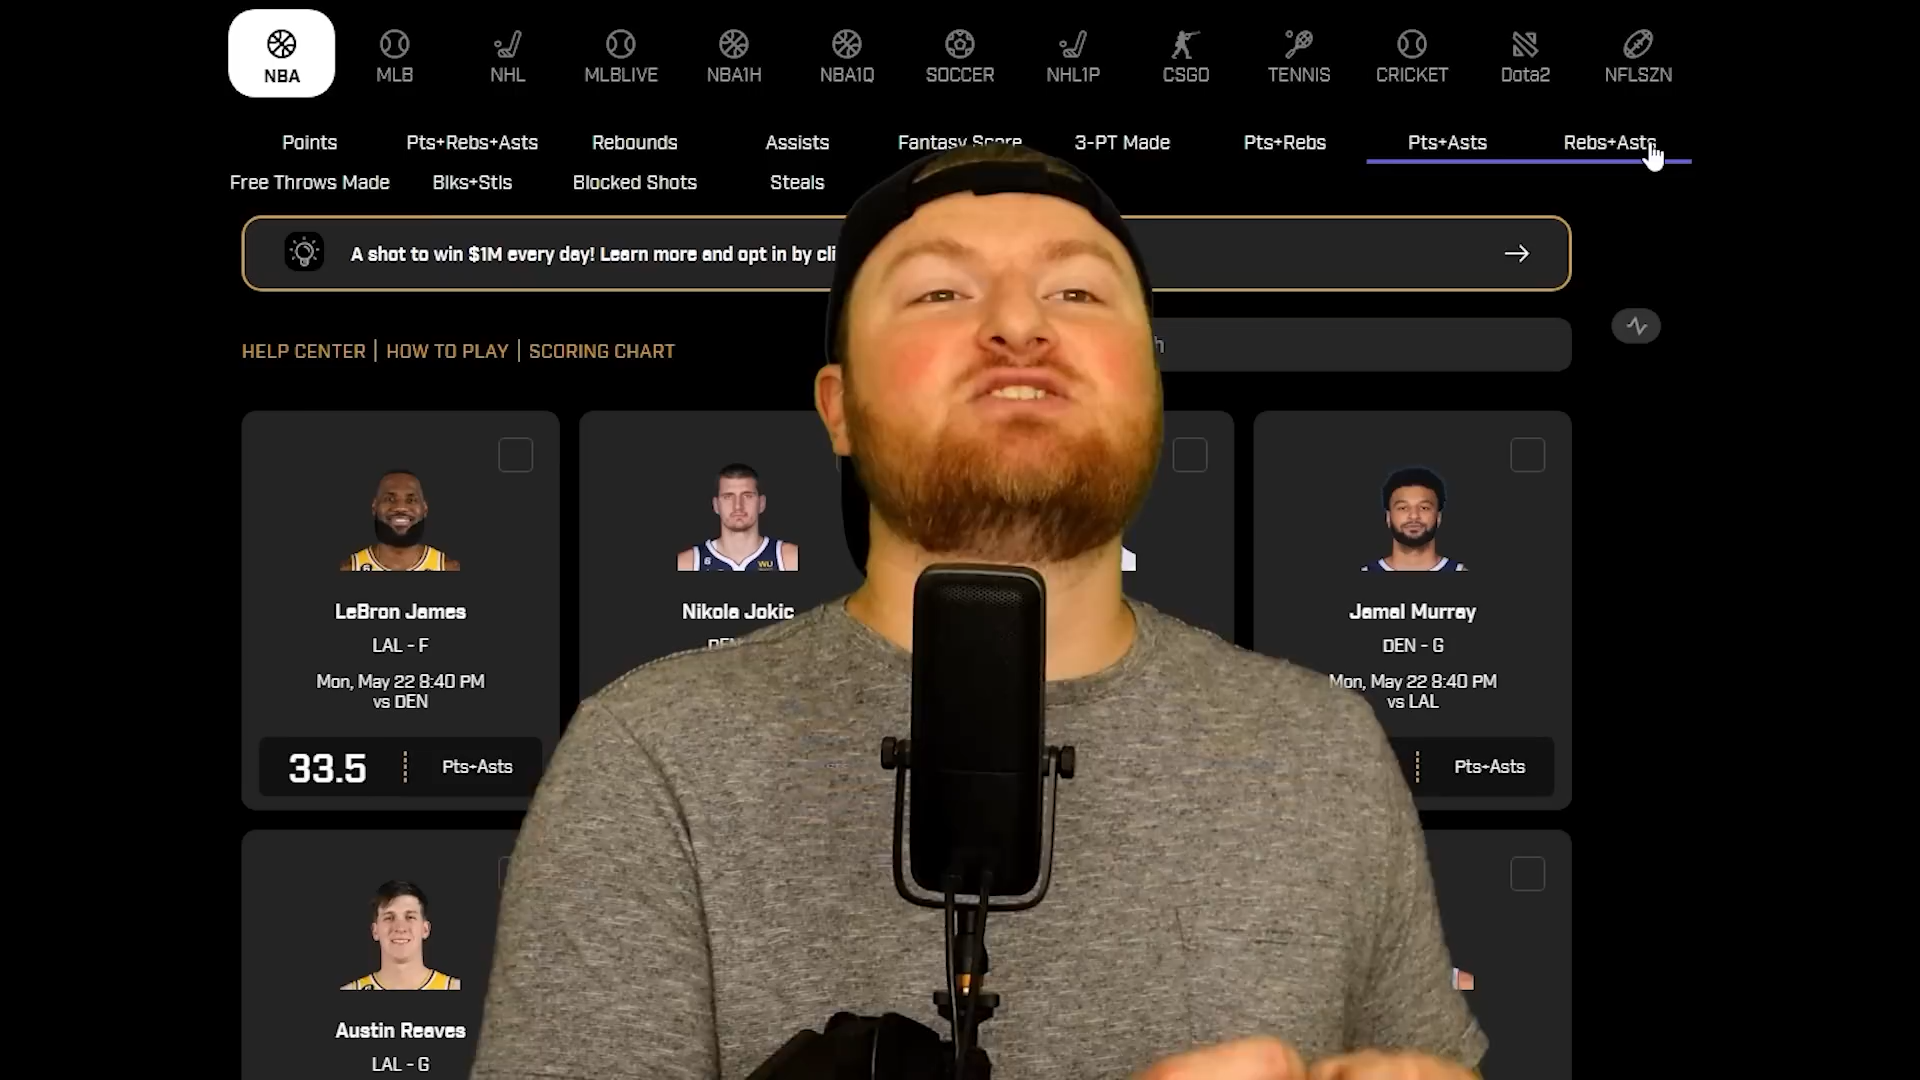 NBA
MLB
NHL
MLBLIVE
NBA1H
NBA1Q
SOCCER
NHL1P
CSGO
TENNIS
CRICKET
Dota2
NFLSZN
Points
Pts+Rebs+Asts
Rebounds
Assists
Fantasy Score
3-PT Made
Pts+Rebs
Pts+Asts
Rebs+Asts
Free Throws Made
Blks+Stls
Blocked Shots
Steals
A shot to win $1M every day! Learn more and opt in by cli
HELP CENTER | HOW TO PLAY | SCORING CHART
h
LeBron James
LAL - F
Mon, May 22 8:40 PM
vs DEN
33.5
Pts+Asts
Nikola Jokic
DEN
Jamal Murray
DEN - G
Mon, May 22 8:40 PM
vs LAL
Pts+Asts
Austin Reaves
LAL - G